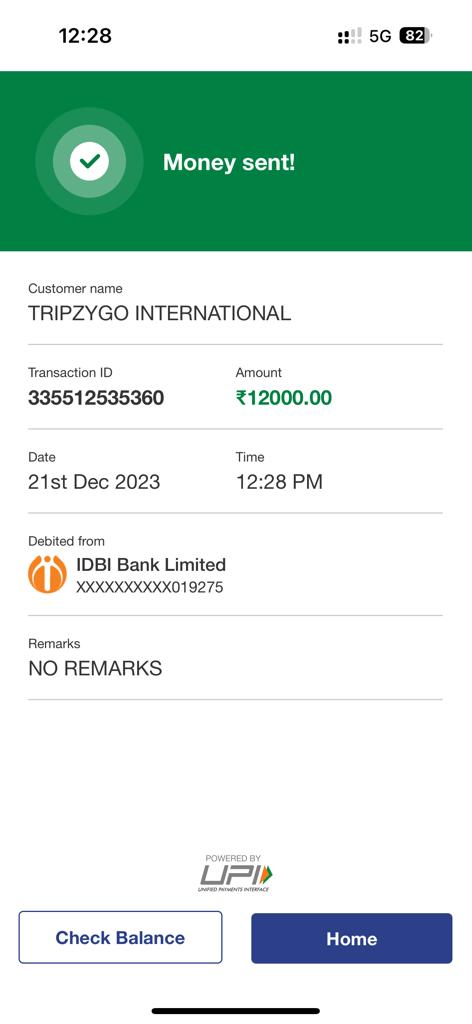 12:28
5G 82
Money sent!
Customer name
TRIPZYGO INTERNATIONAL
Transaction ID Amount
335512535360 ₹12000.00
Date Time
21st Dec 2023 12:28 PM
Debited from
IDBI Bank Limited
XXXXXXXXXX019275
Remarks
NO REMARKS
POWERED BY
UPI
UNIFIED PAYMENTS INTERFACE
Check Balance Home